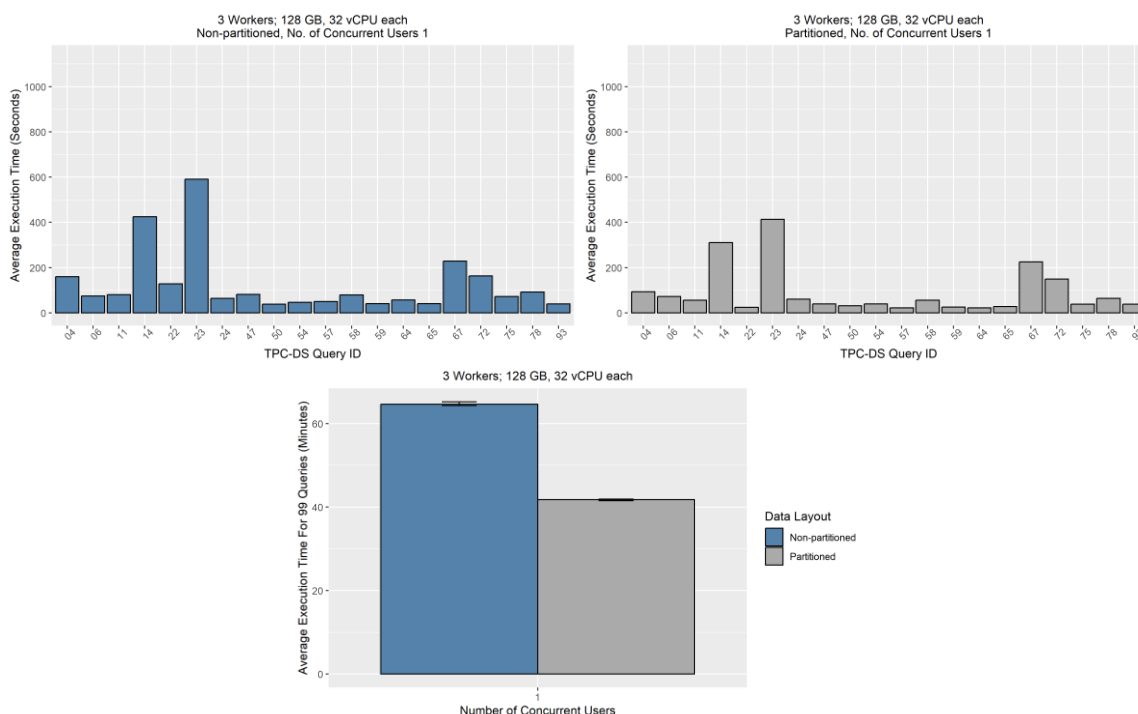 3 Workers; 128 GB, 32 vCPU each
Non-partitioned, No. of Concurrent Users 1
Average Execution Time (Seconds)
1000
800
600
400
200
0
04 06 11 14 22 23 24 47 50 54 57 58 59 64 65 67 72 75 78 93
TPC-DS Query ID
3 Workers; 128 GB, 32 vCPU each
Partitioned, No. of Concurrent Users 1
Average Execution Time (Seconds)
1000
800
600
400
200
0
04 06 11 14 22 23 24 47 50 54 57 58 59 64 65 67 72 75 78 93
TPC-DS Query ID
3 Workers; 128 GB, 32 vCPU each
Average Execution Time For 99 Queries (Minutes)
60
40
20
0
1
Number of Concurrent Users
Data Layout
Non-partitioned
Partitioned